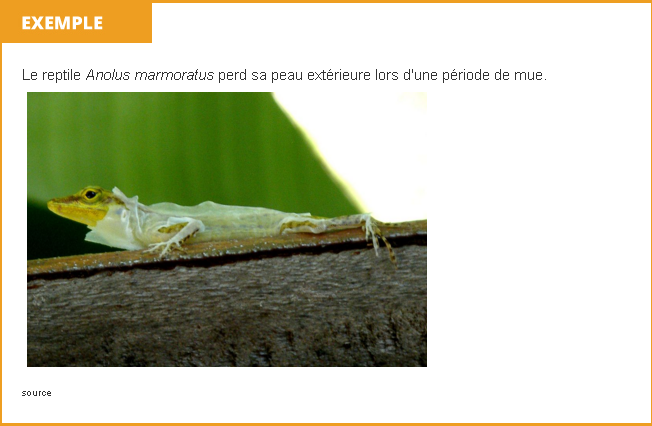 EXEMPLE
Le reptile Anolus marmoratus perd sa peau extérieure lors d'une période de mue.
source